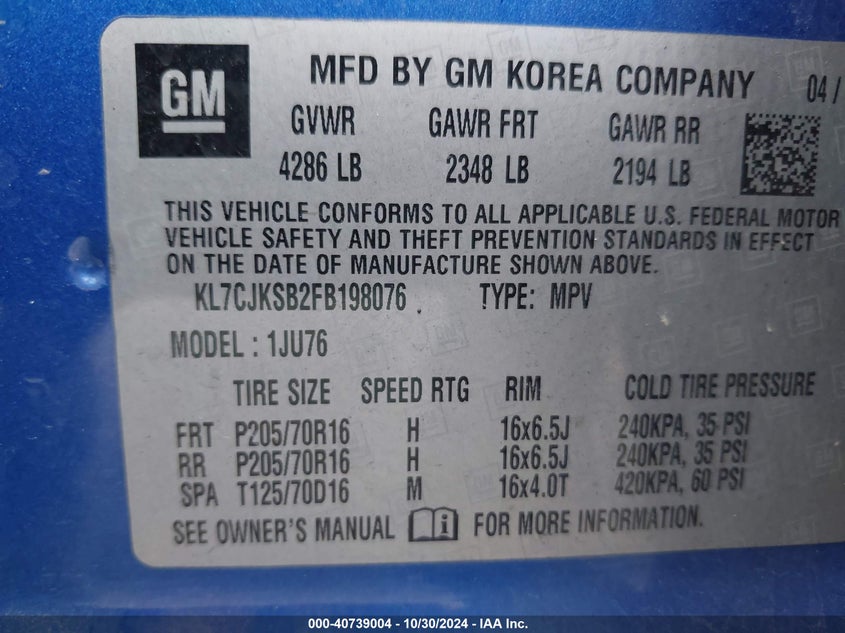 GM
MFD BY GM KOREA COMPANY 04/
GVWR GAWR FRT GAWR RR
4286 LB 2348 LB 2194 LB
THIS VEHICLE CONFORMS TO ALL APPLICABLE U.S. FEDERAL MOTOR
VEHICLE SAFETY AND THEFT PREVENTION STANDARDS IN EFFECT
ON THE DATE OF MANUFACTURE SHOWN ABOVE.
KL7CJKSB2FB198076 TYPE: MPV
MODEL : 1JU76
TIRE SIZE SPEED RTG RIM COLD TIRE PRESSURE
FRT P205/70R16 H 16x6.5J 240KPA, 35 PSI
RR P205/70R16 H 16x6.5J 240KPA, 35 PSI
SPA T125/70D16 M 16x4.0T 420KPA, 60 PSI
SEE OWNER'S MANUAL i FOR MORE INFORMATION.
000-40739004 - 10/30/2024 - IAA Inc.